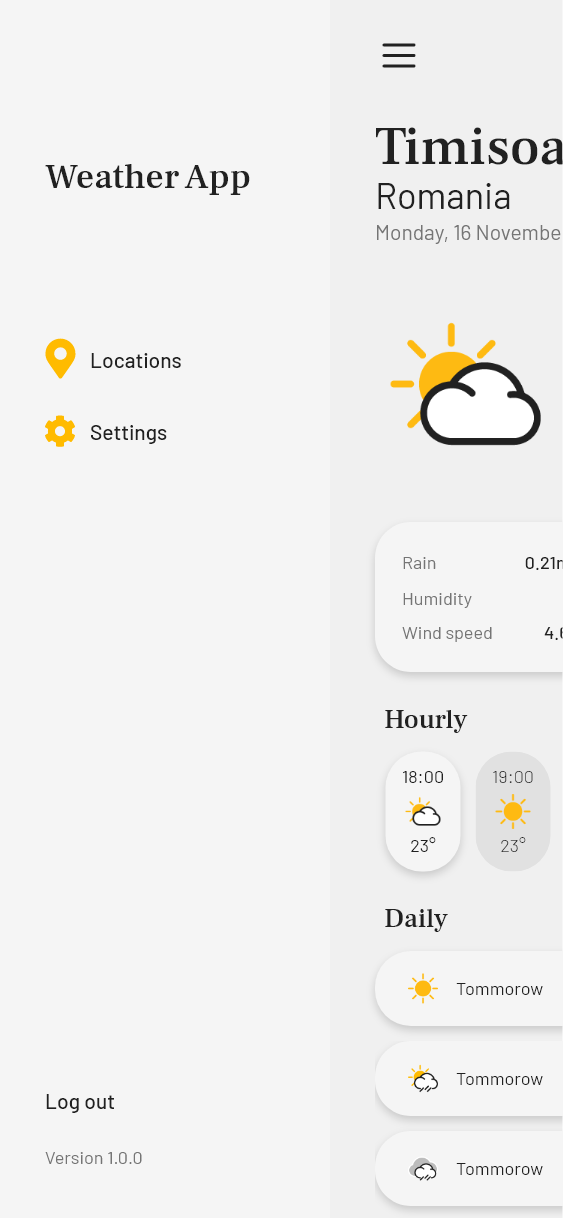 Weather App
Locations
Settings
Log out
Version 1.0.0
Timisoa
Romania
Monday, 16 Novembe
Rain 0.21
Humidity
Wind speed 4.
Hourly
18:00 19:00
23° 23°
Daily
Tommorow
Tommorow
Tommorow